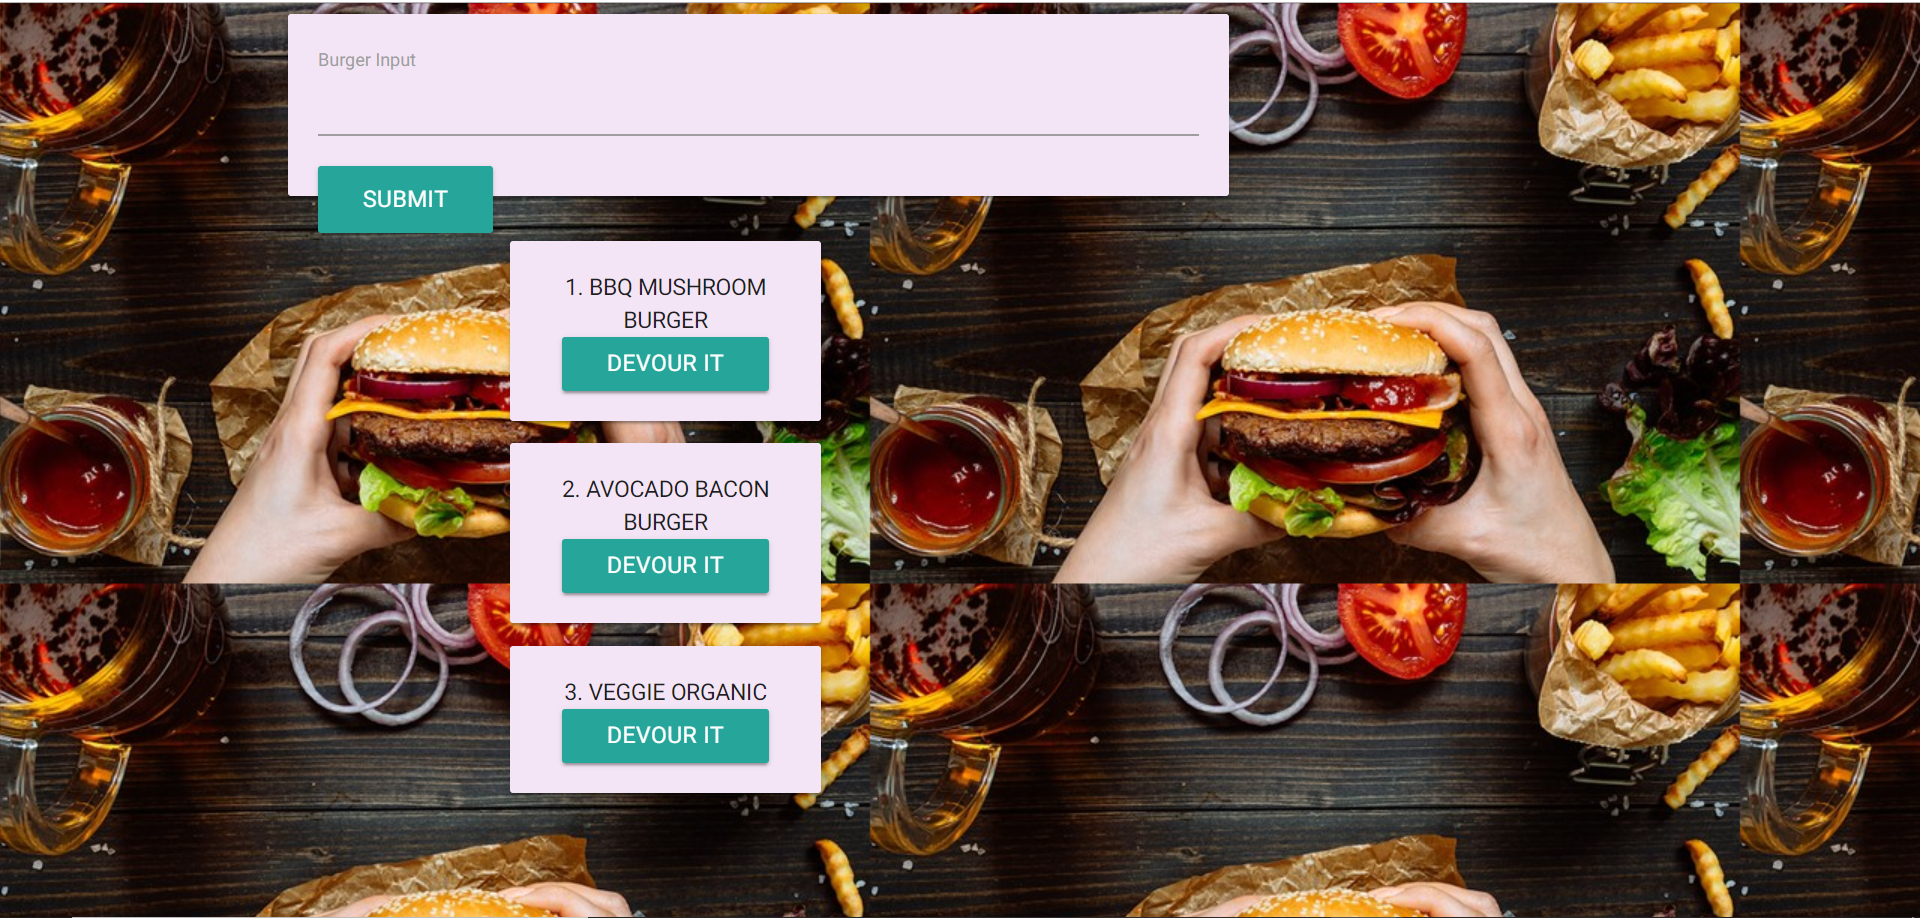 Burger Input
SUBMIT
1. BBQ MUSHROOM
BURGER
DEVOUR IT
2. AVOCADO BACON
BURGER
DEVOUR IT
3. VEGGIE ORGANIC
DEVOUR IT